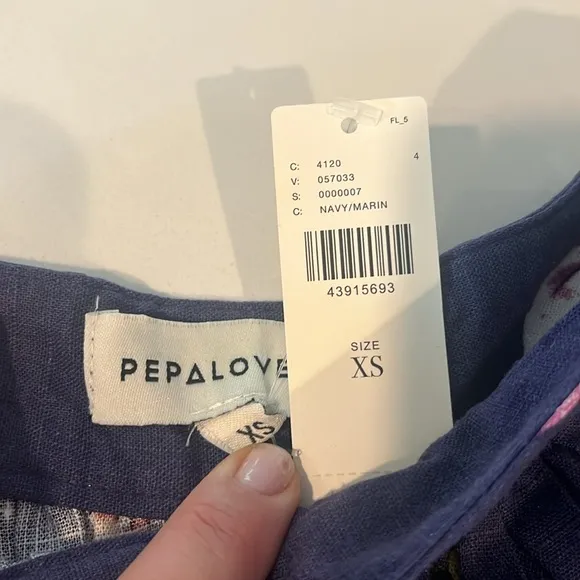 FL_5
C: 4120 4
V: 057033
S: 0000007
C: NAVY/MARIN
43915693
SIZE
XS
PEPALOVE
XS